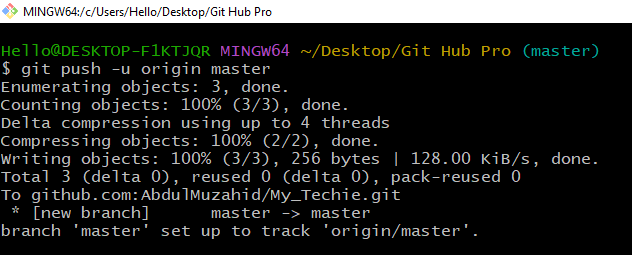 MINGW64:/c/Users/Hello/Desktop/Git Hub Pro
Hello@DESKTOP-F1KTJQR MINGW64 ~/Desktop/Git Hub Pro (master)
$ git push -u origin master
Enumerating objects: 3, done.
Counting objects: 100% (3/3), done.
Delta compression using up to 4 threads
Compressing objects: 100% (2/2), done.
Writing objects: 100% (3/3), 256 bytes | 128.00 KiB/s, done.
Total 3 (delta 0), reused 0 (delta 0), pack-reused 0
To github.com:AbdulMuzahid/My_Techie.git
 * [new branch]      master -> master
branch 'master' set up to track 'origin/master'.